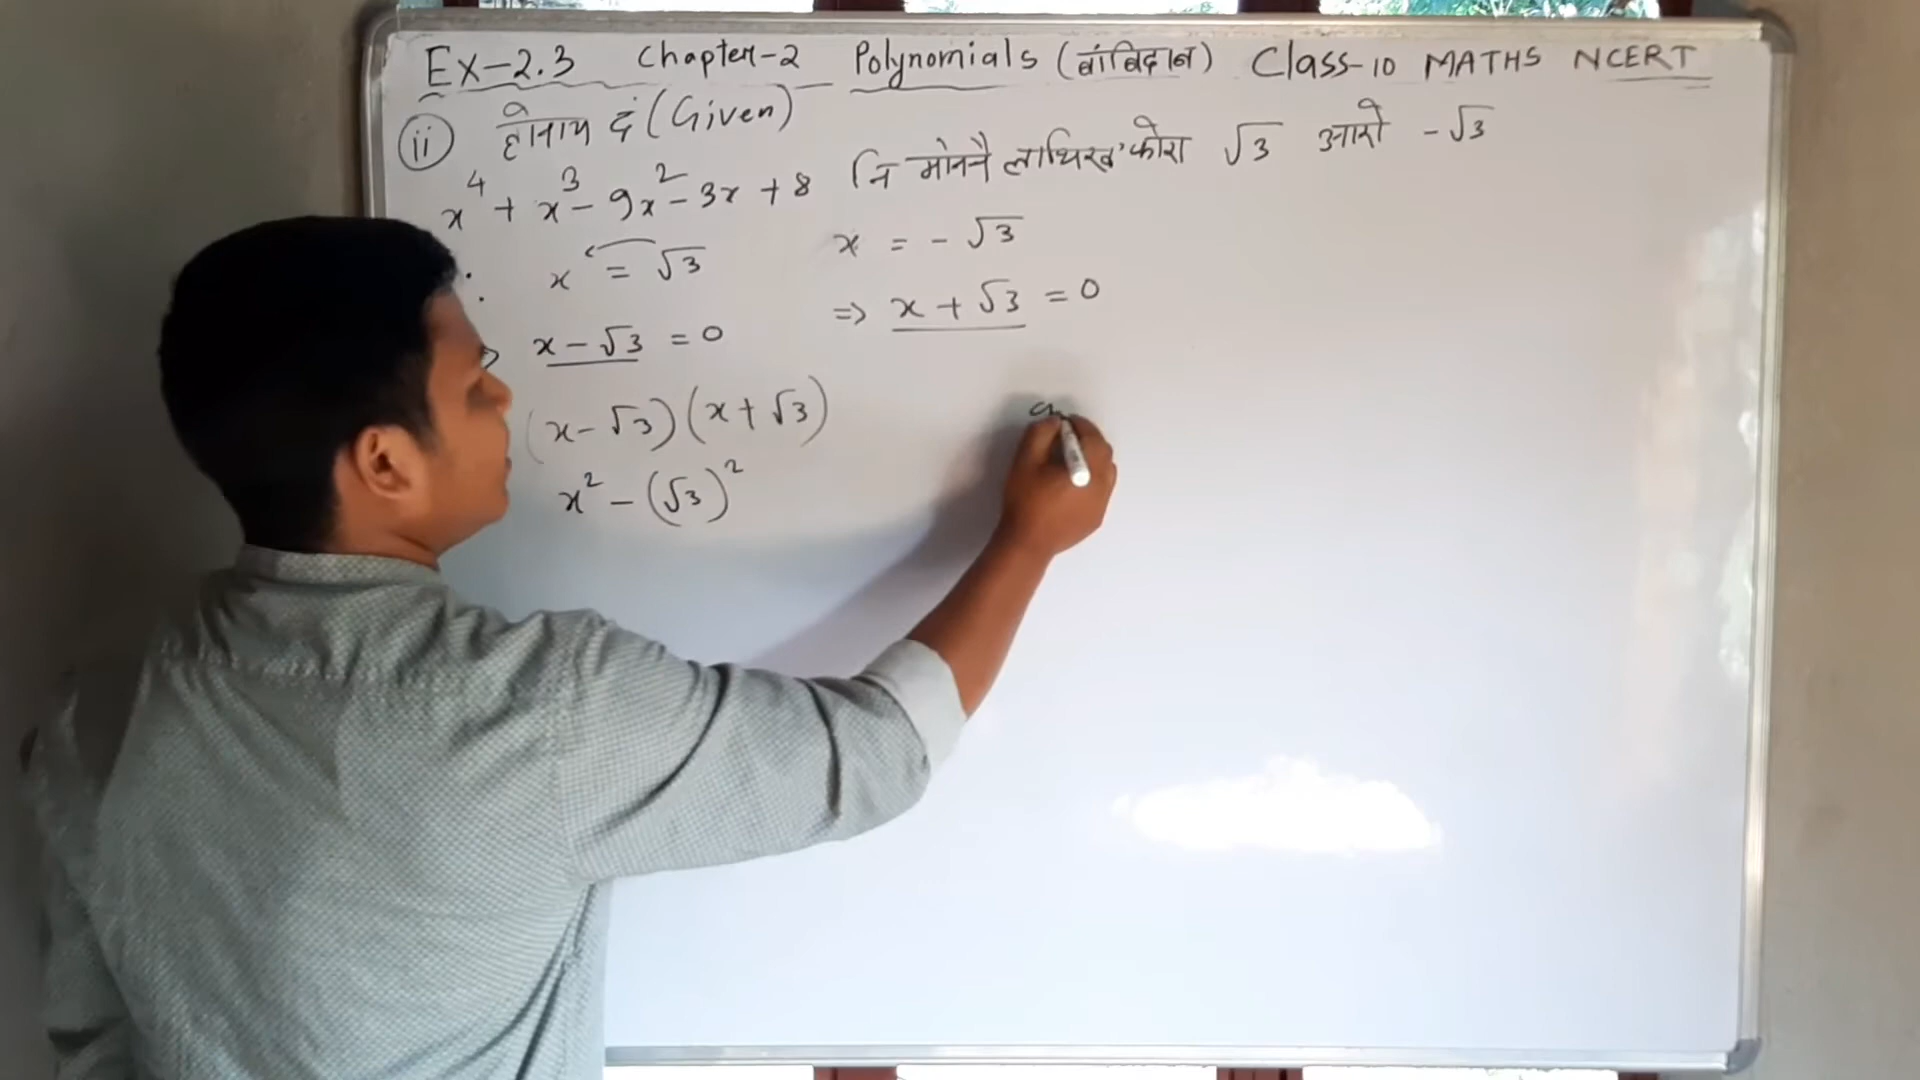 Ex-2.3 Chapter-2 Polynomials (बांबिदान) Class-10 MATHS NCERT
ii होनाय दं (Given)
x⁴ + x³ - 9x² - 3x + 8 नि मोननै लाथिख'फोरा √3 आरो -√3
∴ x = √3 x = - √3
x - √3 = 0 ⇒ x + √3 = 0
(x - √3)(x + √3)
x² - (√3)²